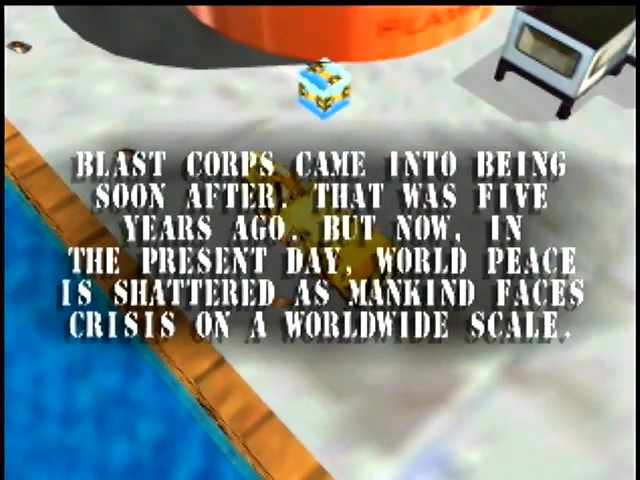 BLAST CORPS CAME INTO BEING
SOON AFTER. THAT WAS FIVE
YEARS AGO. BUT NOW, IN
THE PRESENT DAY, WORLD PEACE
IS SHATTERED AS MANKIND FACES
CRISIS ON A WORLDWIDE SCALE.